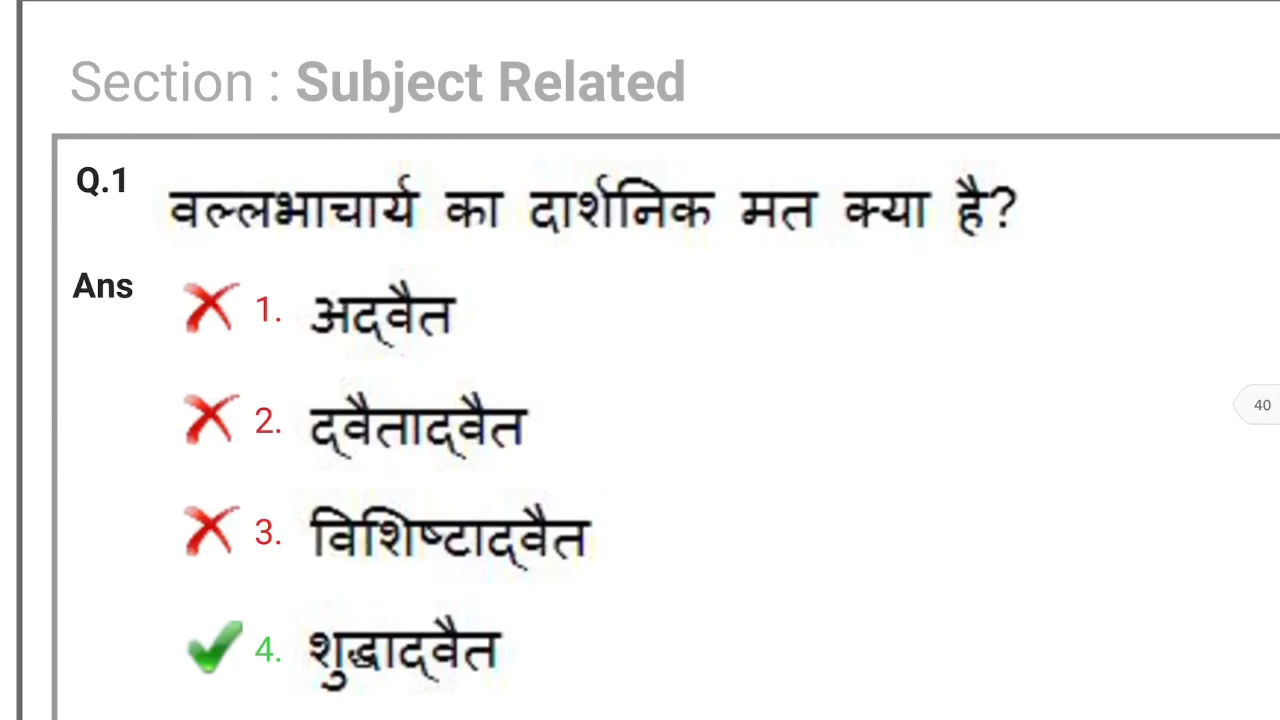 Section : Subject Related
Q.1 वल्लभाचार्य का दार्शनिक मत क्या है?
Ans 1. अद्‌वैत
2. द्‌वैताद्‌वैत
3. विशिष्टाद्‌वैत
40
4. शुद्धाद्‌वैत